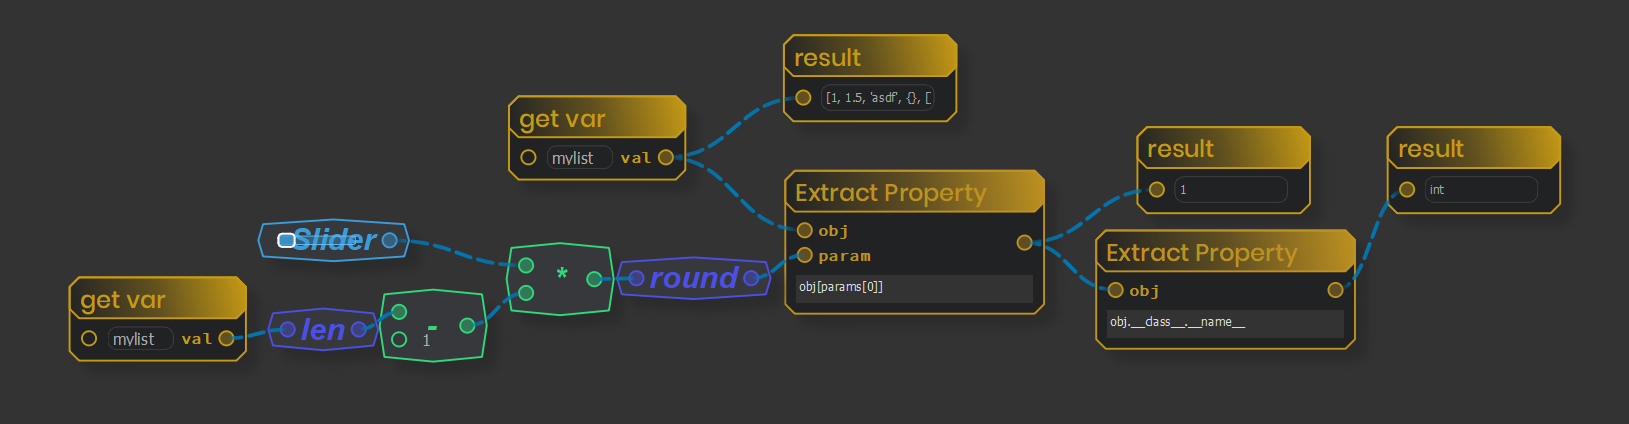 result
[1, 1.5, 'asdf', {}, [
get var
mylist val
result
1
result
int
Extract Property
obj
param
obj[params[0]]
Slider
*
round
Extract Property
obj
obj.__class__.__name__
get var
mylist val
len
-
1